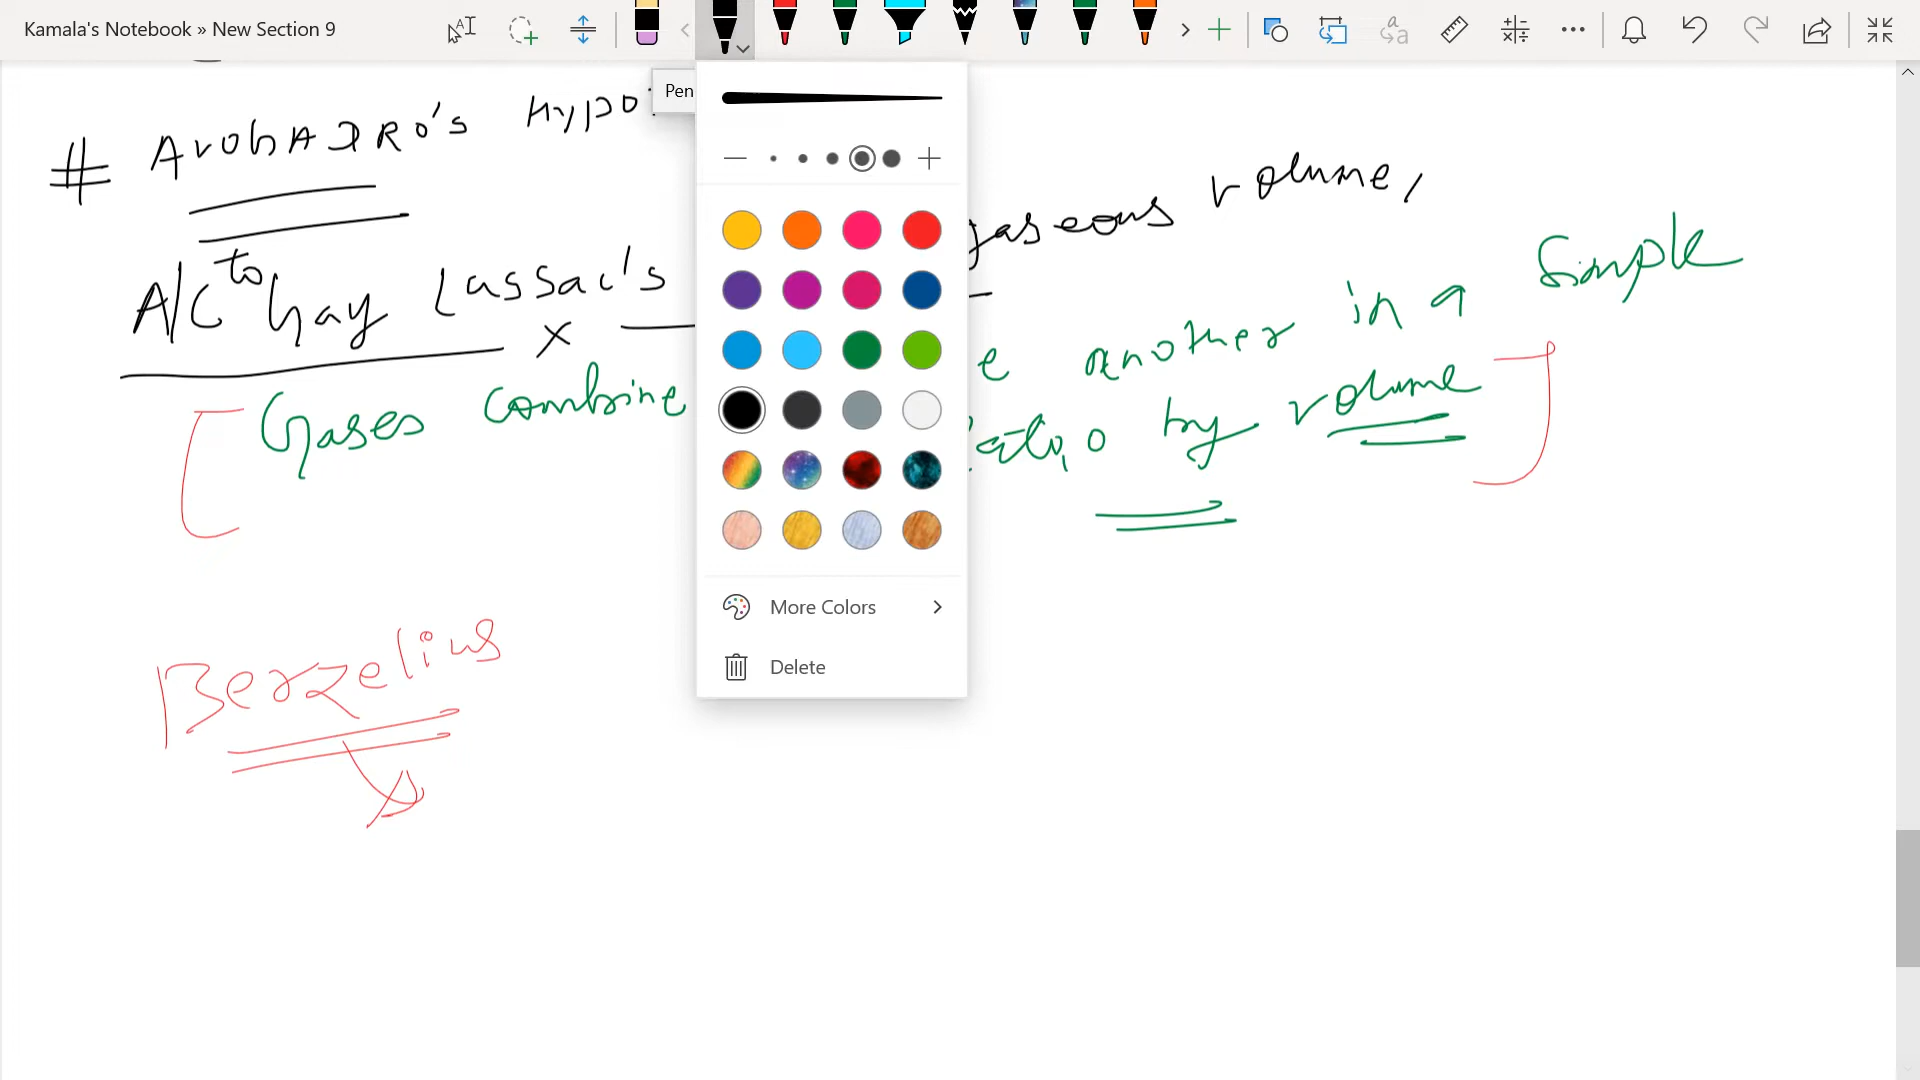 Kamala's Notebook » New Section 9
Pen
# AVOGADRO'S HYPO
A/C to Gay Lussac's gaseous volume,
Gases combine another in a Simple
ratio by volume
More Colors
Delete
Berzelius